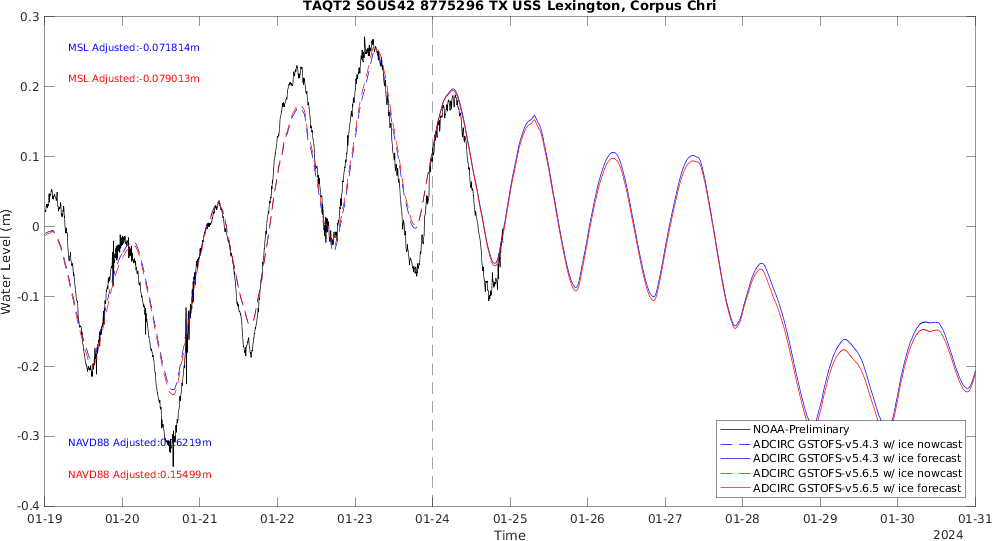 TAQT2 SOUS42 8775296 TX USS Lexington, Corpus Chri
0.3
MSL Adjusted:-0.071814m
MSL Adjusted:-0.079013m
0.2
0.1
0
-0.1
-0.2
-0.3
-0.4
Water Level (m)
NAVD88 Adjusted:0.16219m
NAVD88 Adjusted:0.15499m
NOAA-Preliminary
ADCIRC GSTOFS-v5.4.3 w/ ice nowcast
ADCIRC GSTOFS-v5.4.3 w/ ice forecast
ADCIRC GSTOFS-v5.6.5 w/ ice nowcast
ADCIRC GSTOFS-v5.6.5 w/ ice forecast
01-19 01-20 01-21 01-22 01-23 01-24 01-25 01-26 01-27 01-28 01-29 01-30 01-31
Time
2024